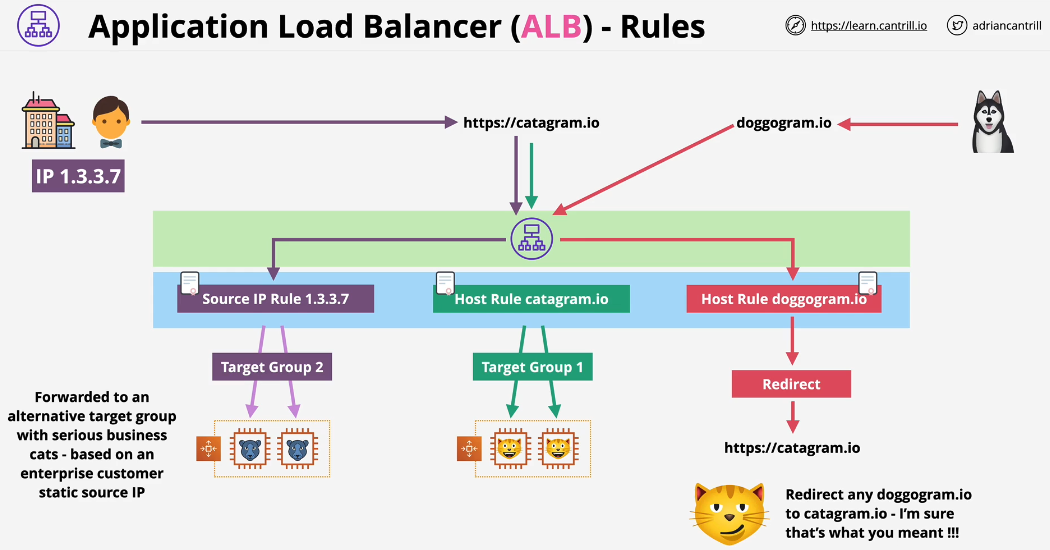 Application Load Balancer (ALB) - Rules
https://learn.cantrill.io
adriancantrill
https://catagram.io
doggogram.io
IP 1.3.3.7
Source IP Rule 1.3.3.7
Host Rule catagram.io
Host Rule doggogram.io
Target Group 2
Target Group 1
Redirect
Forwarded to an
alternative target group
with serious business
cats - based on an
enterprise customer
static source IP
https://catagram.io
Redirect any doggogram.io
to catagram.io - I'm sure
that's what you meant !!!